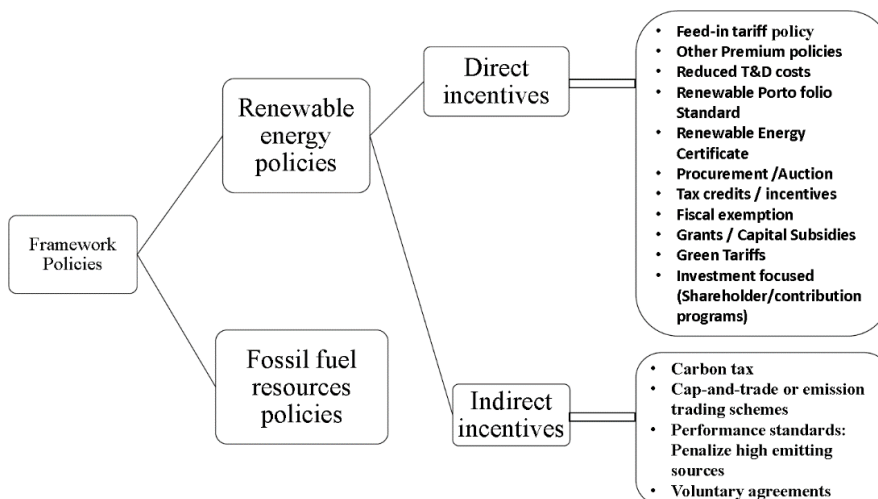 Framework
Policies
Renewable
energy
policies
Fossil fuel
resources
policies
Direct
incentives
Indirect
incentives
• Feed-in tariff policy
• Other Premium policies
• Reduced T&D costs
• Renewable Porto folio
Standard
• Renewable Energy
Certificate
• Procurement /Auction
• Tax credits / incentives
• Fiscal exemption
• Grants / Capital Subsidies
• Green Tariffs
• Investment focused
(Shareholder/contribution
programs)
• Carbon tax
• Cap-and-trade or emission
trading schemes
• Performance standards:
Penalize high emitting
sources
• Voluntary agreements